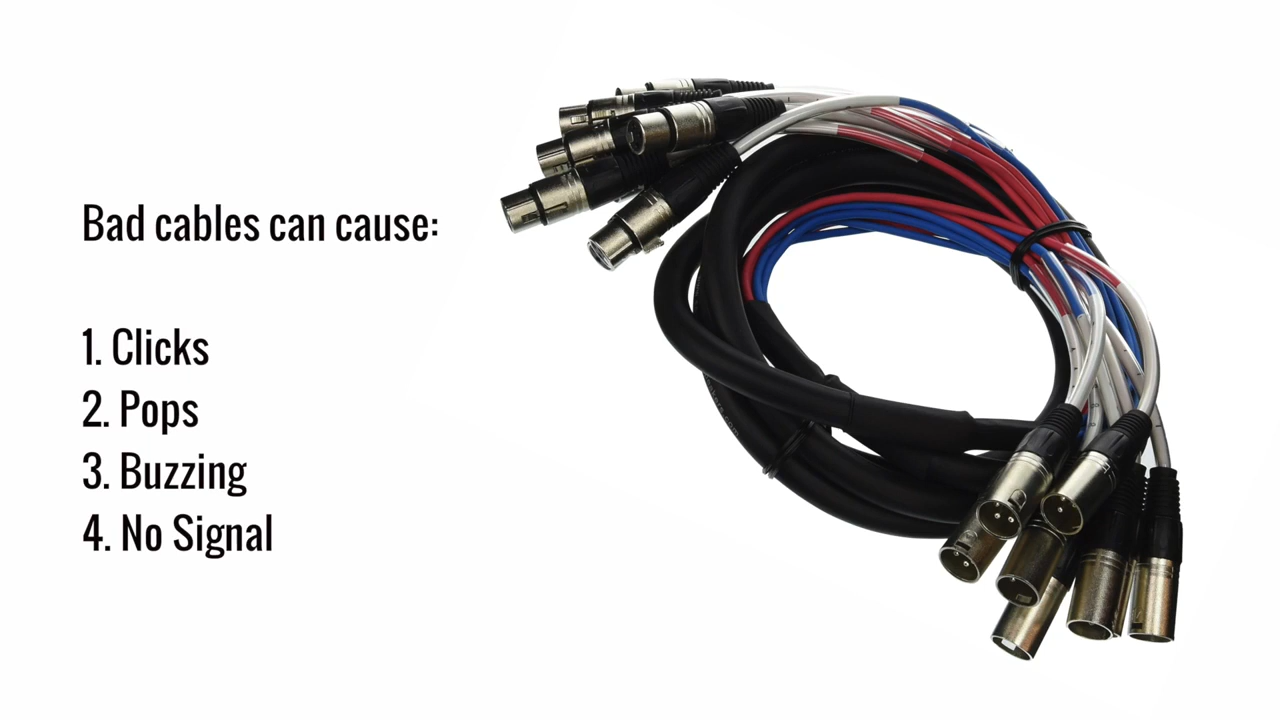 Bad cables can cause:
1. Clicks
2. Pops
3. Buzzing
4. No Signal